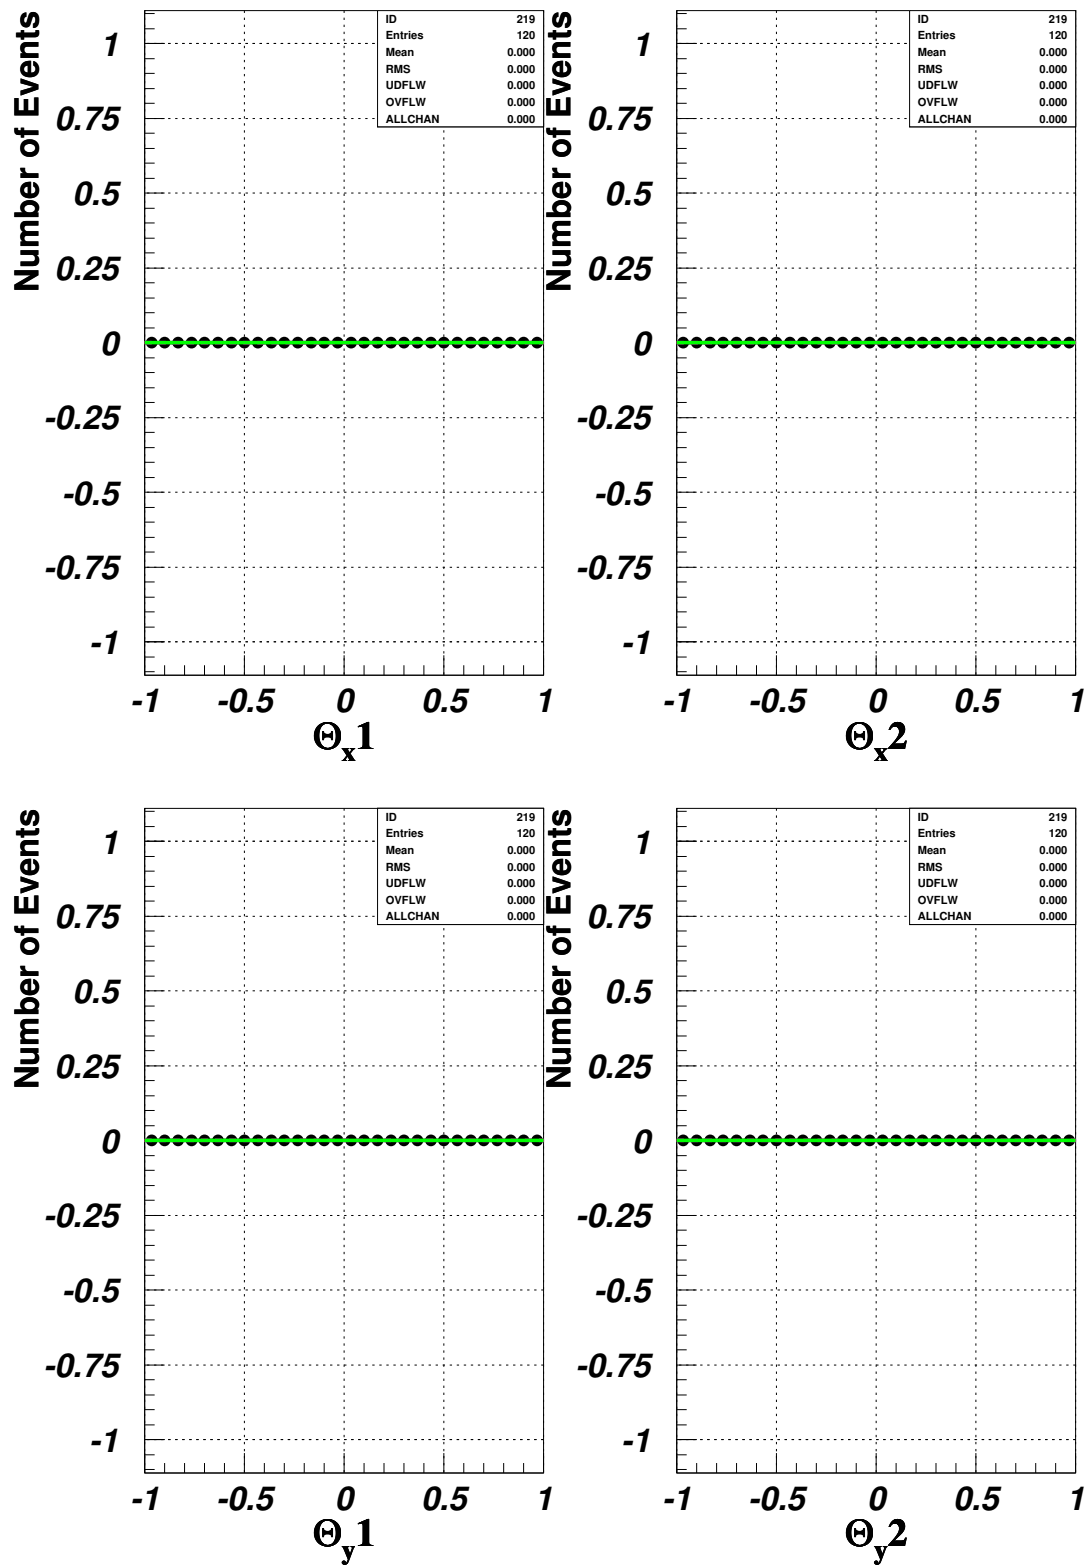 Number of Events
1
0.75
0.5
0.25
0
-0.25
-0.5
-0.75
-1
ID 219
Entries 120
Mean 0.000
RMS 0.000
UDFLW 0.000
OVFLW 0.000
ALLCHAN 0.000
-1 -0.5 0 0.5 1
Θx1
Number of Events
1
0.75
0.5
0.25
0
-0.25
-0.5
-0.75
-1
ID 219
Entries 120
Mean 0.000
RMS 0.000
UDFLW 0.000
OVFLW 0.000
ALLCHAN 0.000
-1 -0.5 0 0.5 1
Θx2
Number of Events
1
0.75
0.5
0.25
0
-0.25
-0.5
-0.75
-1
ID 219
Entries 120
Mean 0.000
RMS 0.000
UDFLW 0.000
OVFLW 0.000
ALLCHAN 0.000
-1 -0.5 0 0.5 1
Θy1
Number of Events
1
0.75
0.5
0.25
0
-0.25
-0.5
-0.75
-1
ID 219
Entries 120
Mean 0.000
RMS 0.000
UDFLW 0.000
OVFLW 0.000
ALLCHAN 0.000
-1 -0.5 0 0.5 1
Θy2